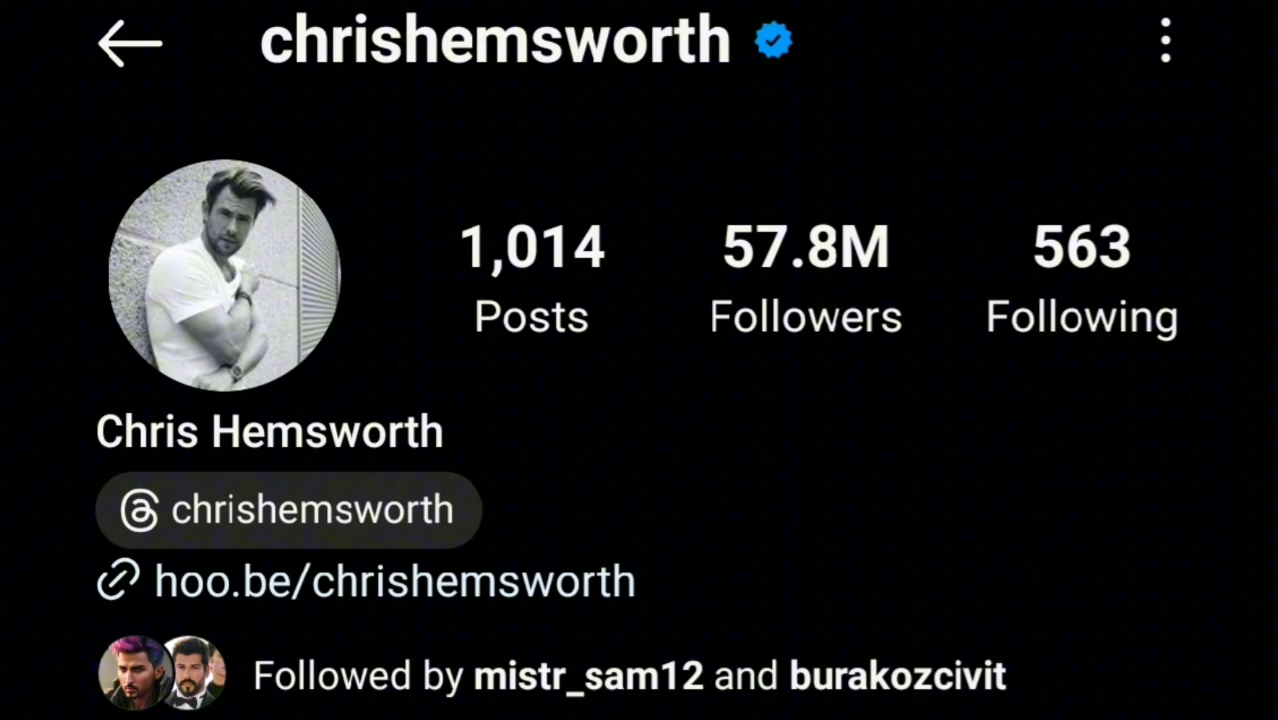 chrishemsworth
1,014 57.8M 563
Posts Followers Following
Chris Hemsworth
chrishemsworth
hoo.be/chrishemsworth
Followed by mistr_sam12 and burakozcivit